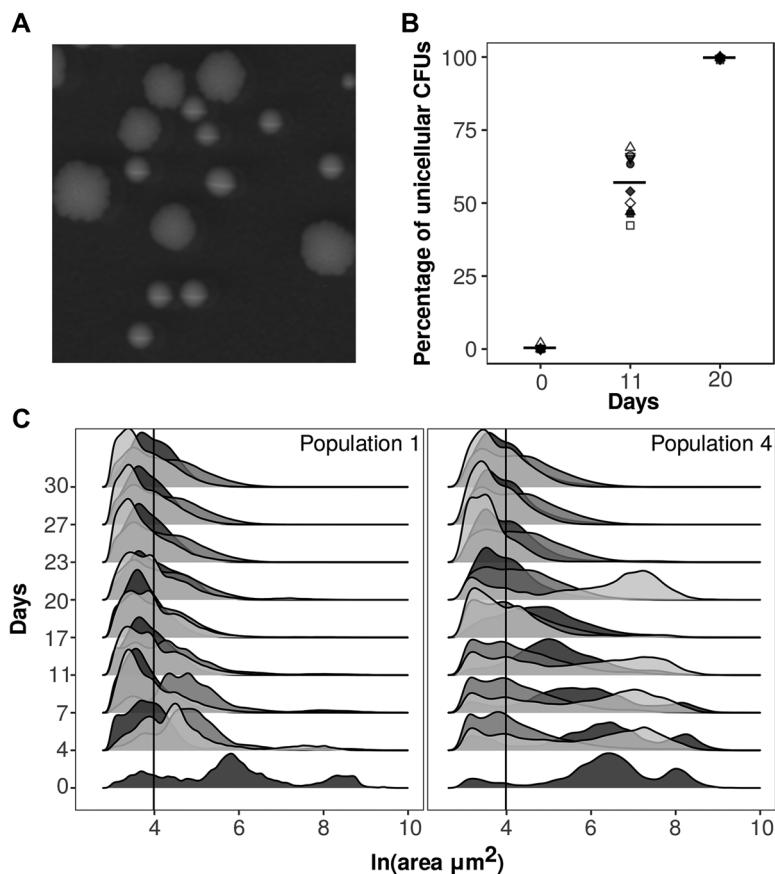 A
B
Percentage of unicellular CFUs
100
75
50
25
0
0
11
20
Days
C
Population 1
Population 4
Days
30
27
23
20
17
11
7
4
0
4
6
8
10
4
6
8
10
ln(area µm²)